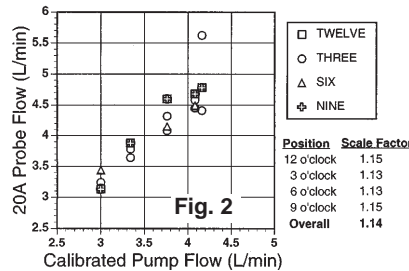 6
5.5
5
4.5
4
3.5
3
2.5
20A Probe Flow (L/min)
2.5 3 3.5 4 4.5 5
Calibrated Pump Flow (L/min)
Fig. 2
TWELVE
THREE
SIX
NINE
Position Scale Factor
12 o'clock 1.15
3 o'clock 1.13
6 o'clock 1.13
9 o'clock 1.15
Overall 1.14